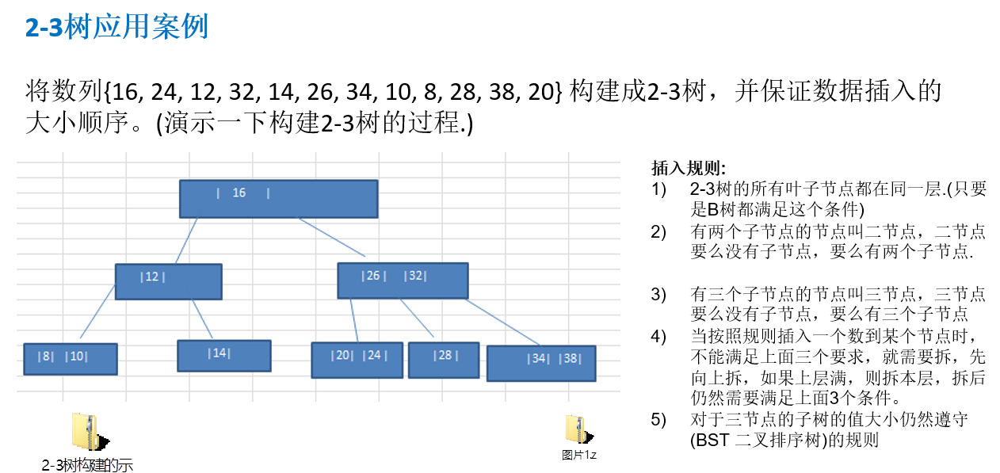 2-3树应用案例
将数列{16, 24, 12, 32, 14, 26, 34, 10, 8, 28, 38, 20} 构建成2-3树，并保证数据插入的
大小顺序。(演示一下构建2-3树的过程.)
| 16 |
|12 |
|26 | |32|
|8| |10|
|14|
|20| |24 |
|28 |
|34| |38|
插入规则:
1) 2-3树的所有叶子节点都在同一层.(只要
是B树都满足这个条件)
2) 有两个子节点的节点叫二节点，二节点
要么没有子节点，要么有两个子节点.
3) 有三个子节点的节点叫三节点，三节点
要么没有子节点，要么有三个子节点
4) 当按照规则插入一个数到某个节点时，
不能满足上面三个要求，就需要拆，先
向上拆，如果上层满，则拆本层，拆后
仍然需要满足上面3个条件。
5) 对于三节点的子树的值大小仍然遵守
(BST 二叉排序树)的规则
2-3树构建的示
图片1.z